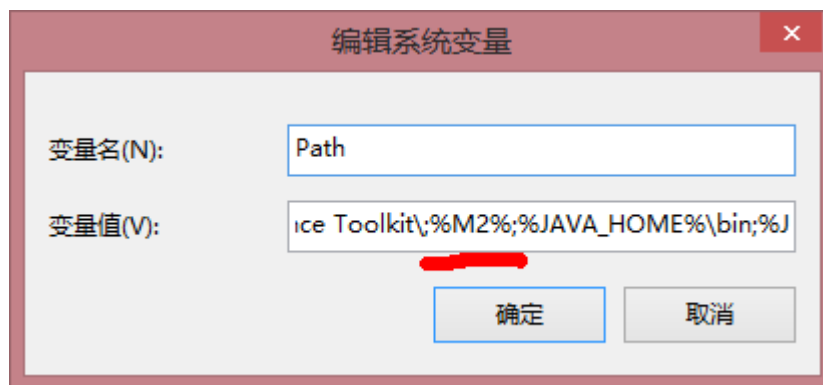 编辑系统变量
变量名(N):
Path
变量值(V):
ice Toolkit\;%M2%;%JAVA_HOME%\bin;%J
确定
取消